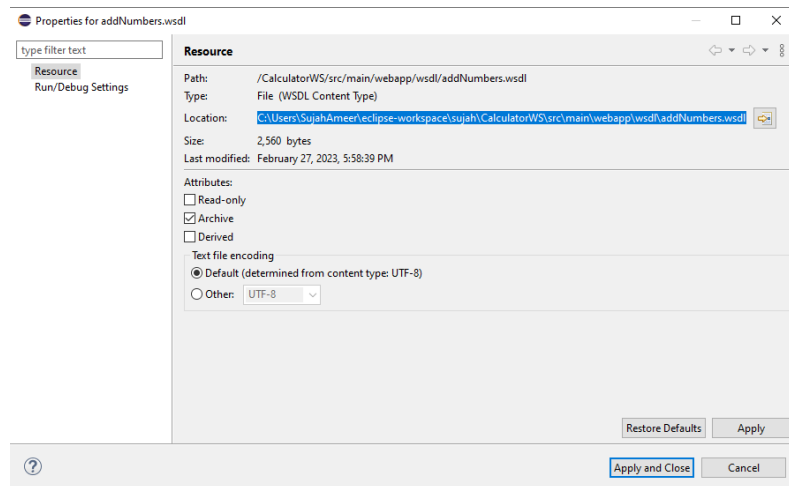 Properties for addNumbers.wsdl
type filter text
Resource
Run/Debug Settings
Resource
Path: /CalculatorWS/src/main/webapp/wsdl/addNumbers.wsdl
Type: File (WSDL Content Type)
Location: C:\Users\SujahAmeer\eclipse-workspace\sujah\CalculatorWS\src\main\webapp\wsdl\addNumbers.wsdl
Size: 2,560 bytes
Last modified: February 27, 2023, 5:58:39 PM
Attributes:
Read-only
Archive
Derived
Text file encoding
Default (determined from content type: UTF-8)
Other: UTF-8
Restore Defaults Apply
? Apply and Close Cancel